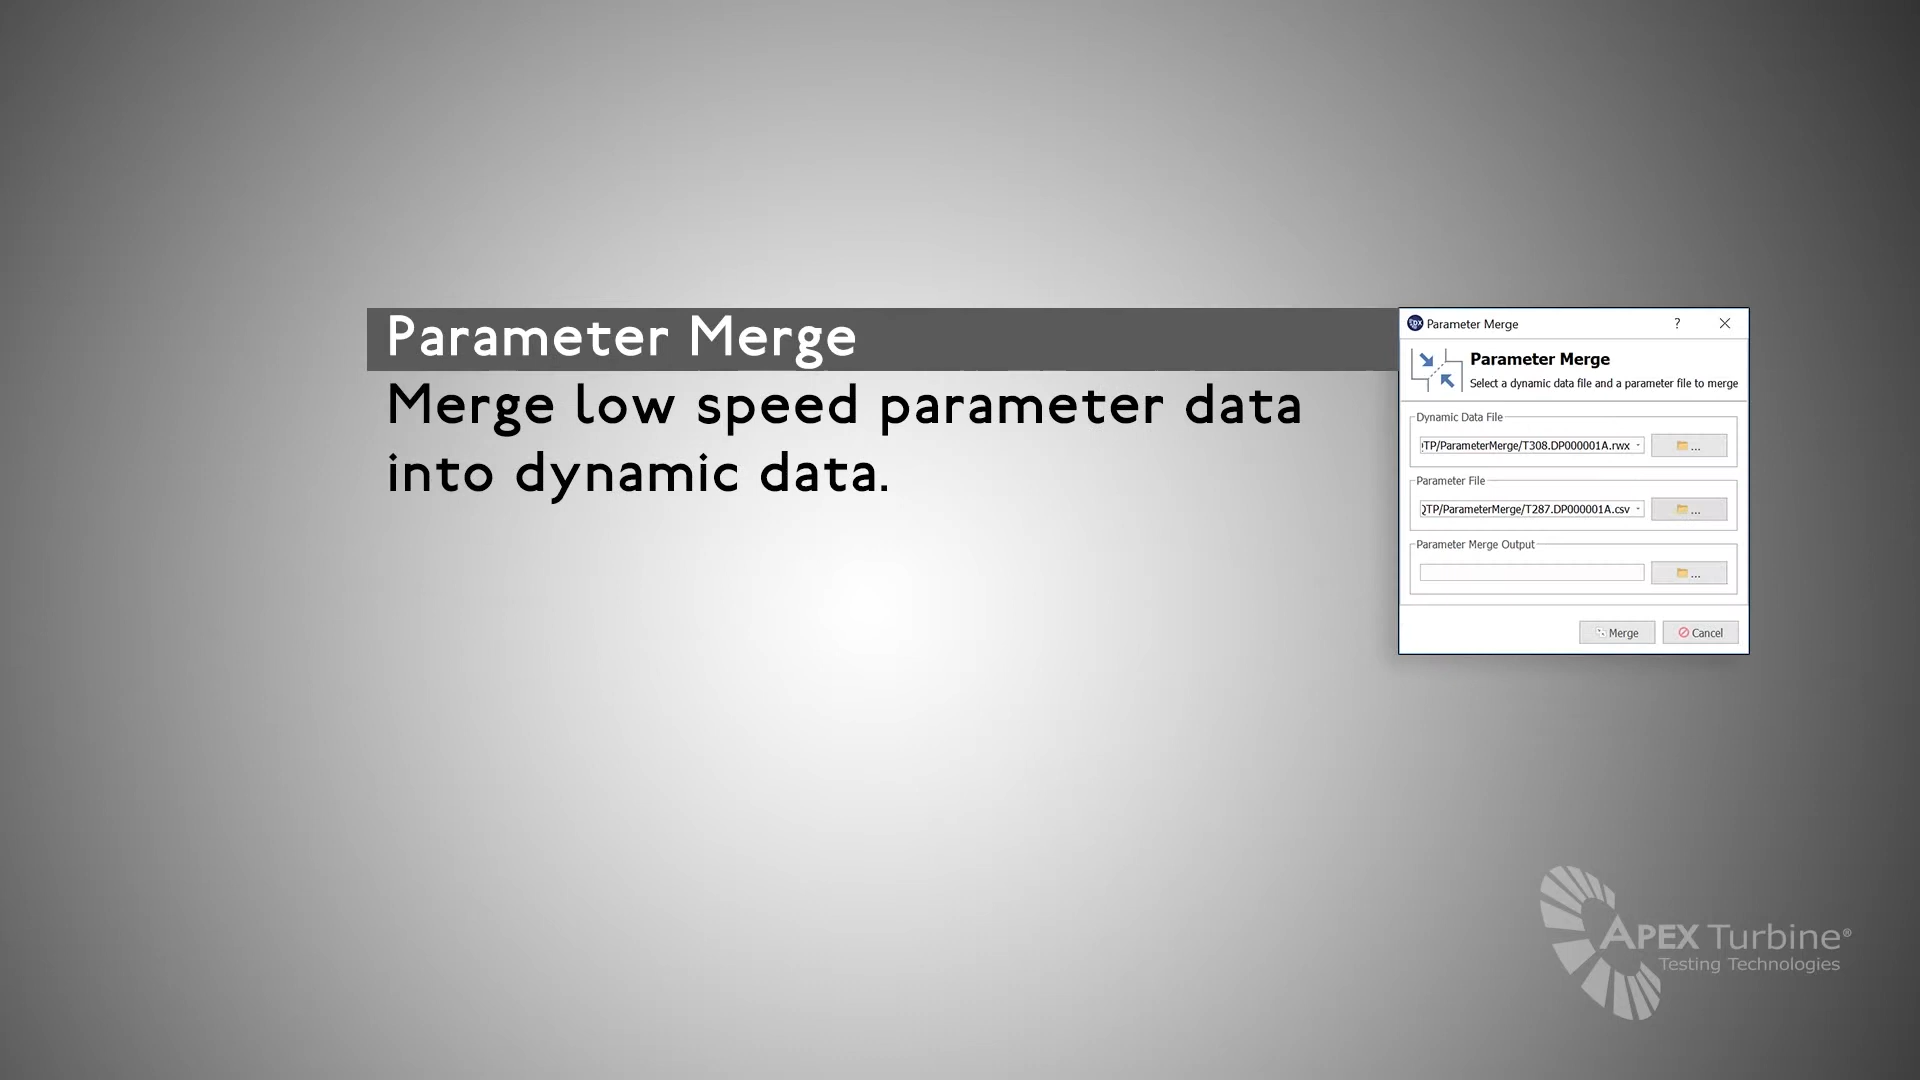 Parameter Merge
Merge low speed parameter data
into dynamic data.
EDX Parameter Merge ? 
Parameter Merge
Select a dynamic data file and a parameter file to merge
Dynamic Data File
TP/ParameterMerge/T308.DP000001A.rwx ...
Parameter File
QTP/ParameterMerge/T287.DP000001A.csv ...
Parameter Merge Output
...
Merge Cancel
APEX Turbine®
Testing Technologies